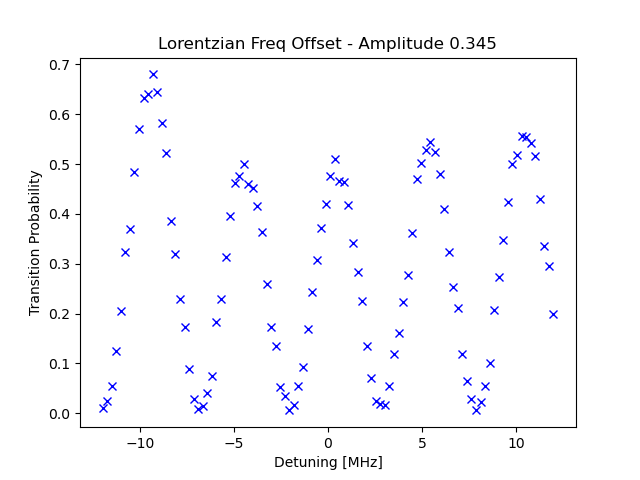 Lorentzian Freq Offset - Amplitude 0.345
Transition Probability
0.7
0.6
0.5
0.4
0.3
0.2
0.1
0.0
−10 −5 0 5 10
Detuning [MHz]